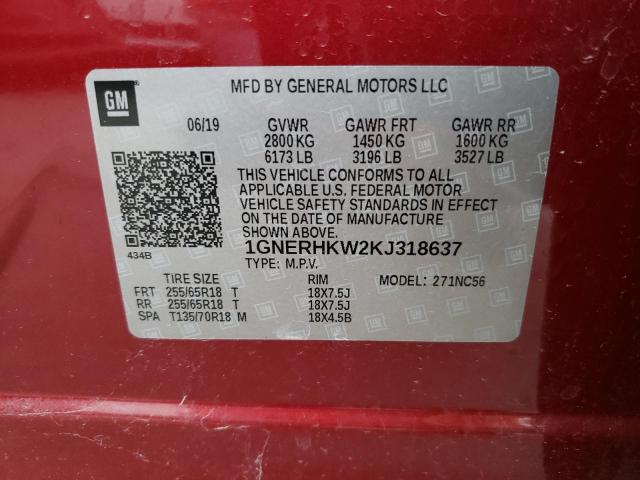 GM
MFD BY GENERAL MOTORS LLC
06/19 GVWR GAWR FRT GAWR RR
2800 KG 1450 KG 1600 KG
6173 LB 3196 LB 3527 LB
THIS VEHICLE CONFORMS TO ALL
APPLICABLE U.S. FEDERAL MOTOR
VEHICLE SAFETY STANDARDS IN
EFFECT ON THE DATE OF MANUFACTURE
SHOWN ABOVE.
434B
1GNERHKW2KJ318637
TYPE: M.P.V.
TIRE SIZE RIM MODEL: 271NC56
FRT 255/65R18 T 18X7.5J
RR 255/65R18 T 18X7.5J
SPA T135/70R18 M 18X4.5B